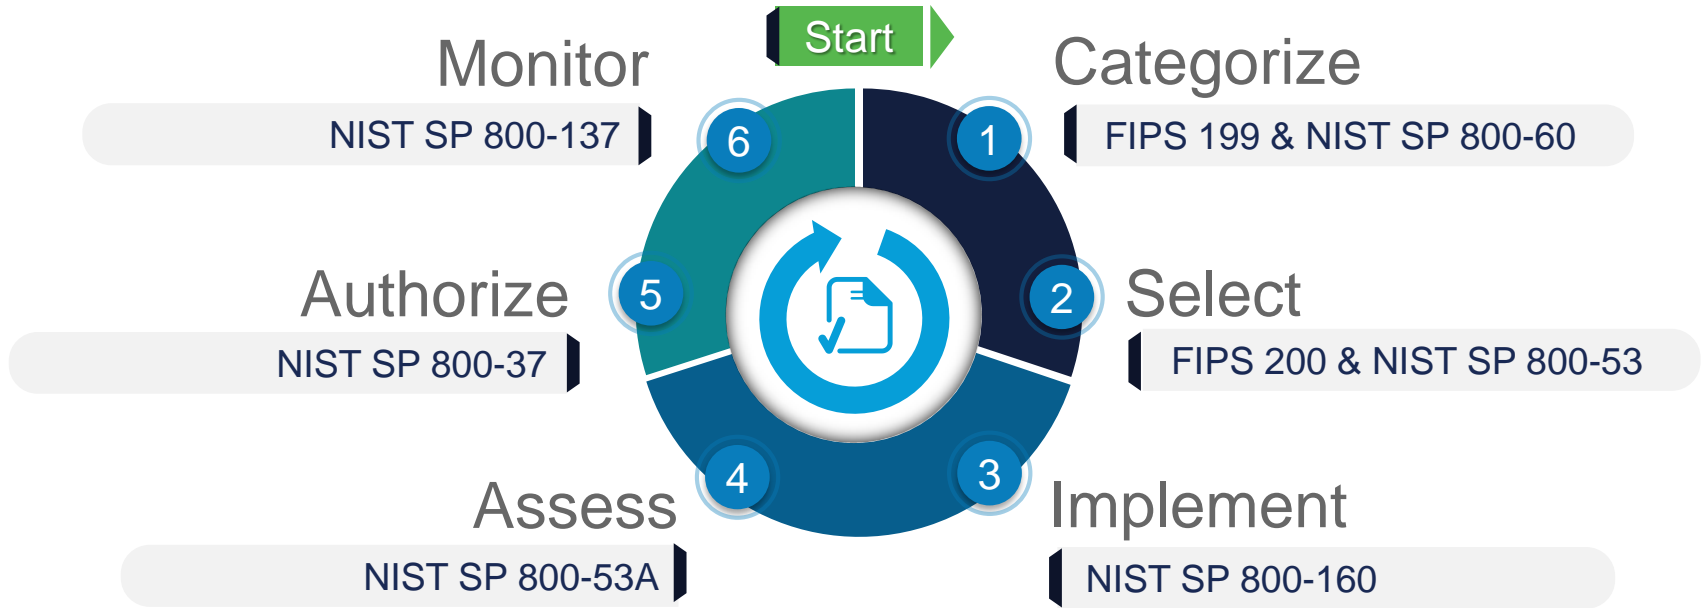 Start
Categorize
1
FIPS 199 & NIST SP 800-60
2
Select
FIPS 200 & NIST SP 800-53
3
Implement
NIST SP 800-160
4
Assess
NIST SP 800-53A
5
Authorize
NIST SP 800-37
6
Monitor
NIST SP 800-137